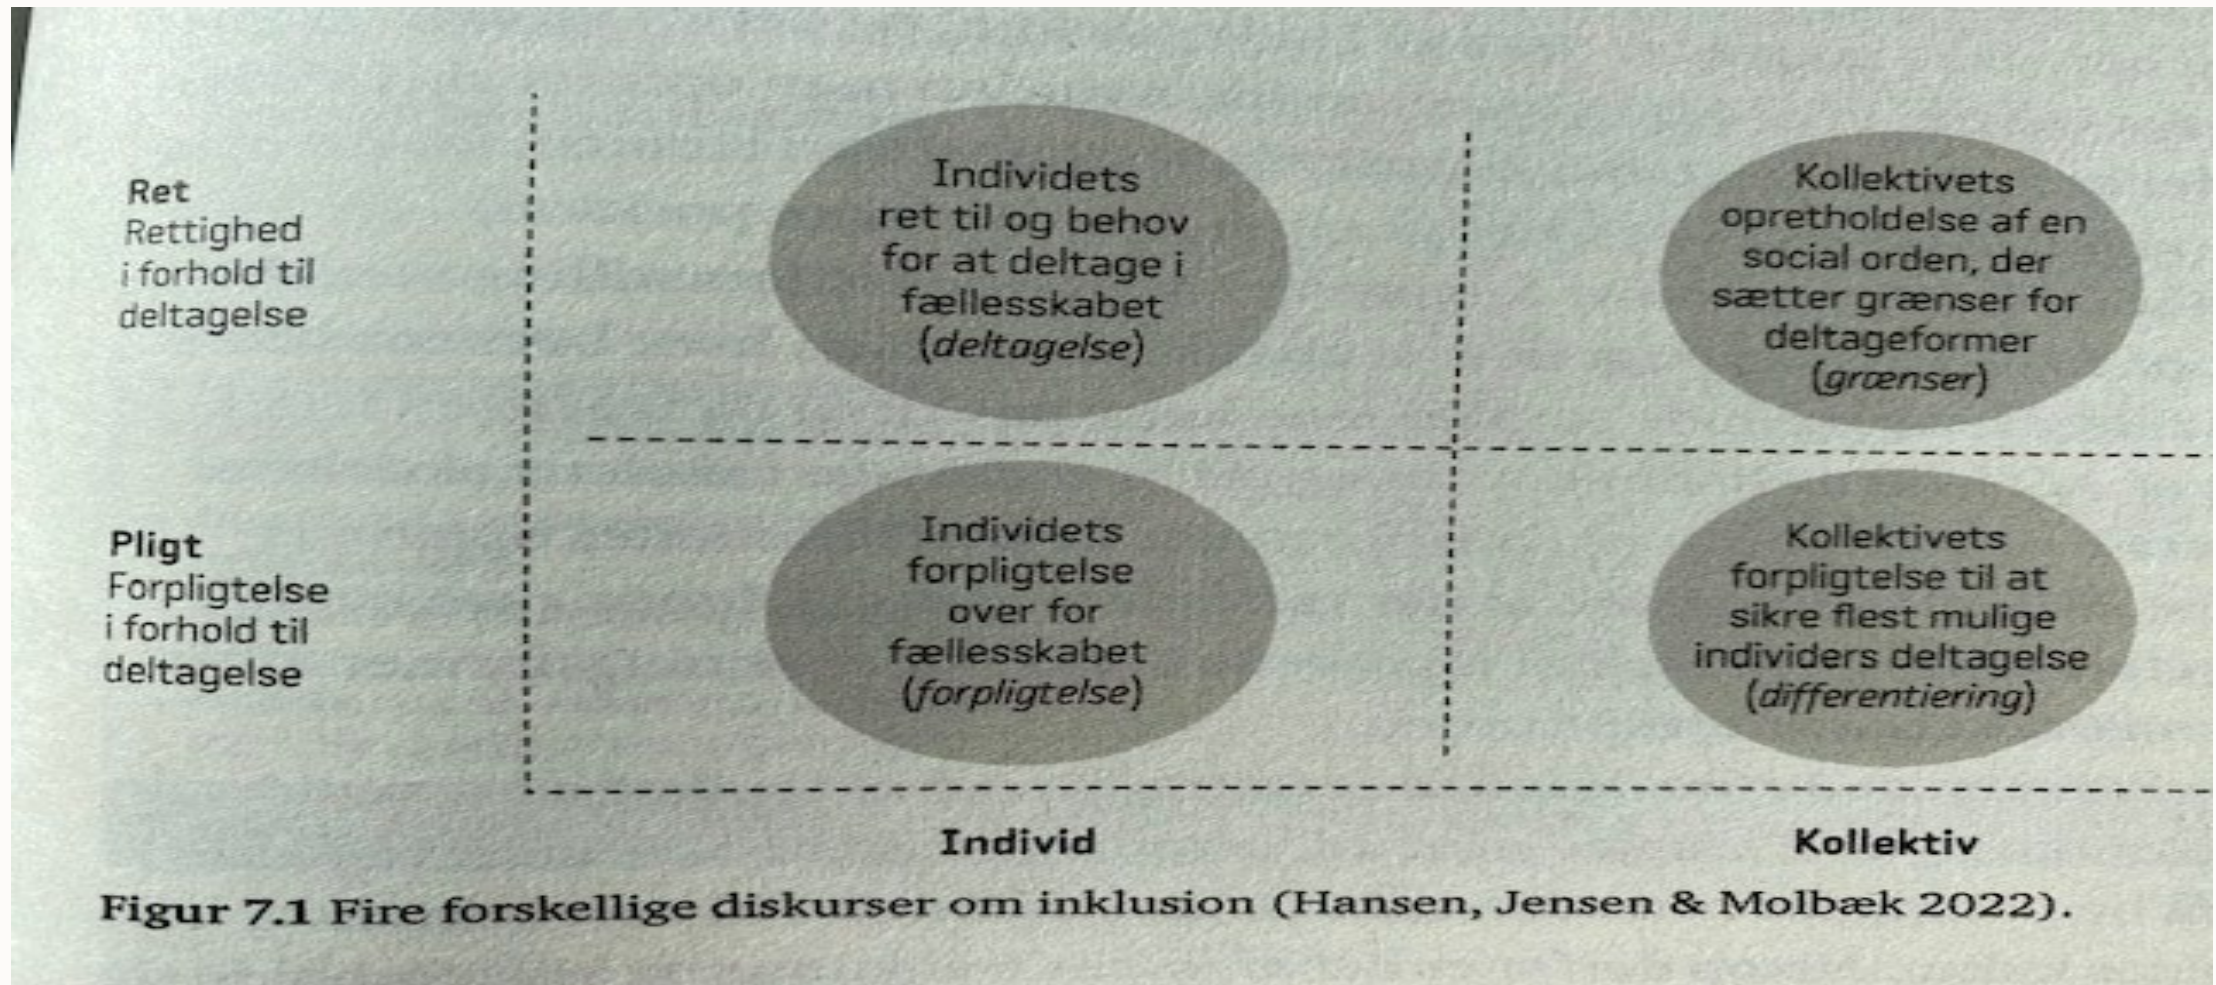 Ret
Rettighed
i forhold til
deltagelse
Individets
ret til og behov
for at deltage i
fællesskabet
(deltagelse)
Kollektivets
opretholdelse af en
social orden, der
sætter grænser for
deltageformer
(grænser)
Pligt
Forpligtelse
i forhold til
deltagelse
Individets
forpligtelse
over for
fællesskabet
(forpligtelse)
Kollektivets
forpligtelse til at
sikre flest mulige
individers deltagelse
(differentiering)
Individ
Kollektiv
Figur 7.1 Fire forskellige diskurser om inklusion (Hansen, Jensen & Molbæk 2022).